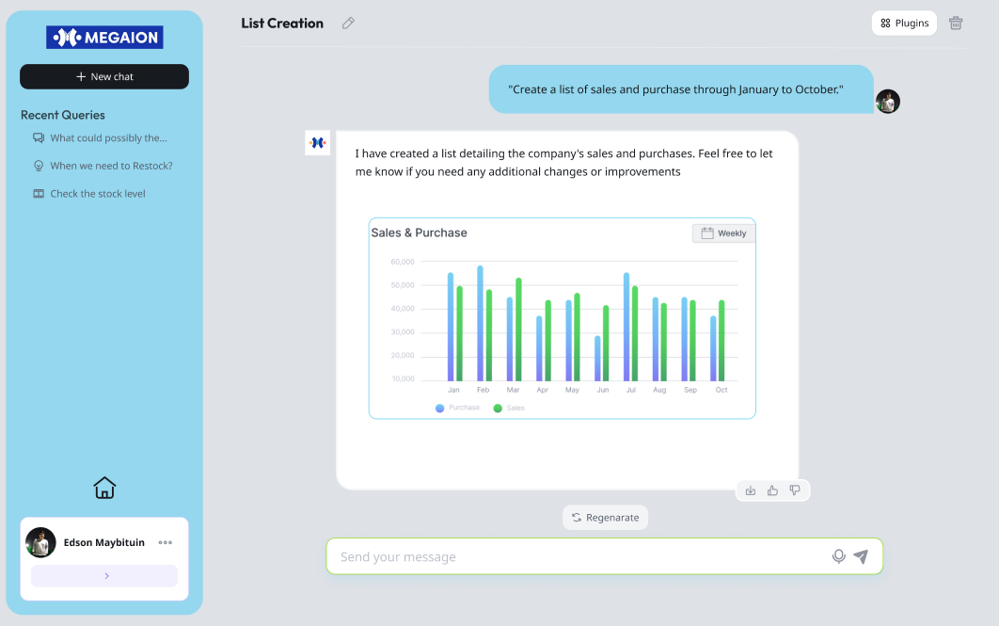 MEGAION
New chat
Recent Queries
What could possibly the...
When we need to Restock?
Check the stock level
Edson Maybituin
List Creation
Plugins
"Create a list of sales and purchase through January to October."
I have created a list detailing the company's sales and purchases. Feel free to let
me know if you need any additional changes or improvements
Sales & Purchase
Weekly
60,000
50,000
40,000
30,000
20,000
10,000
Jan Feb Mar Apr May Jun Jul Aug Sep Oct
Purchase Sales
Regenarate
Send your message